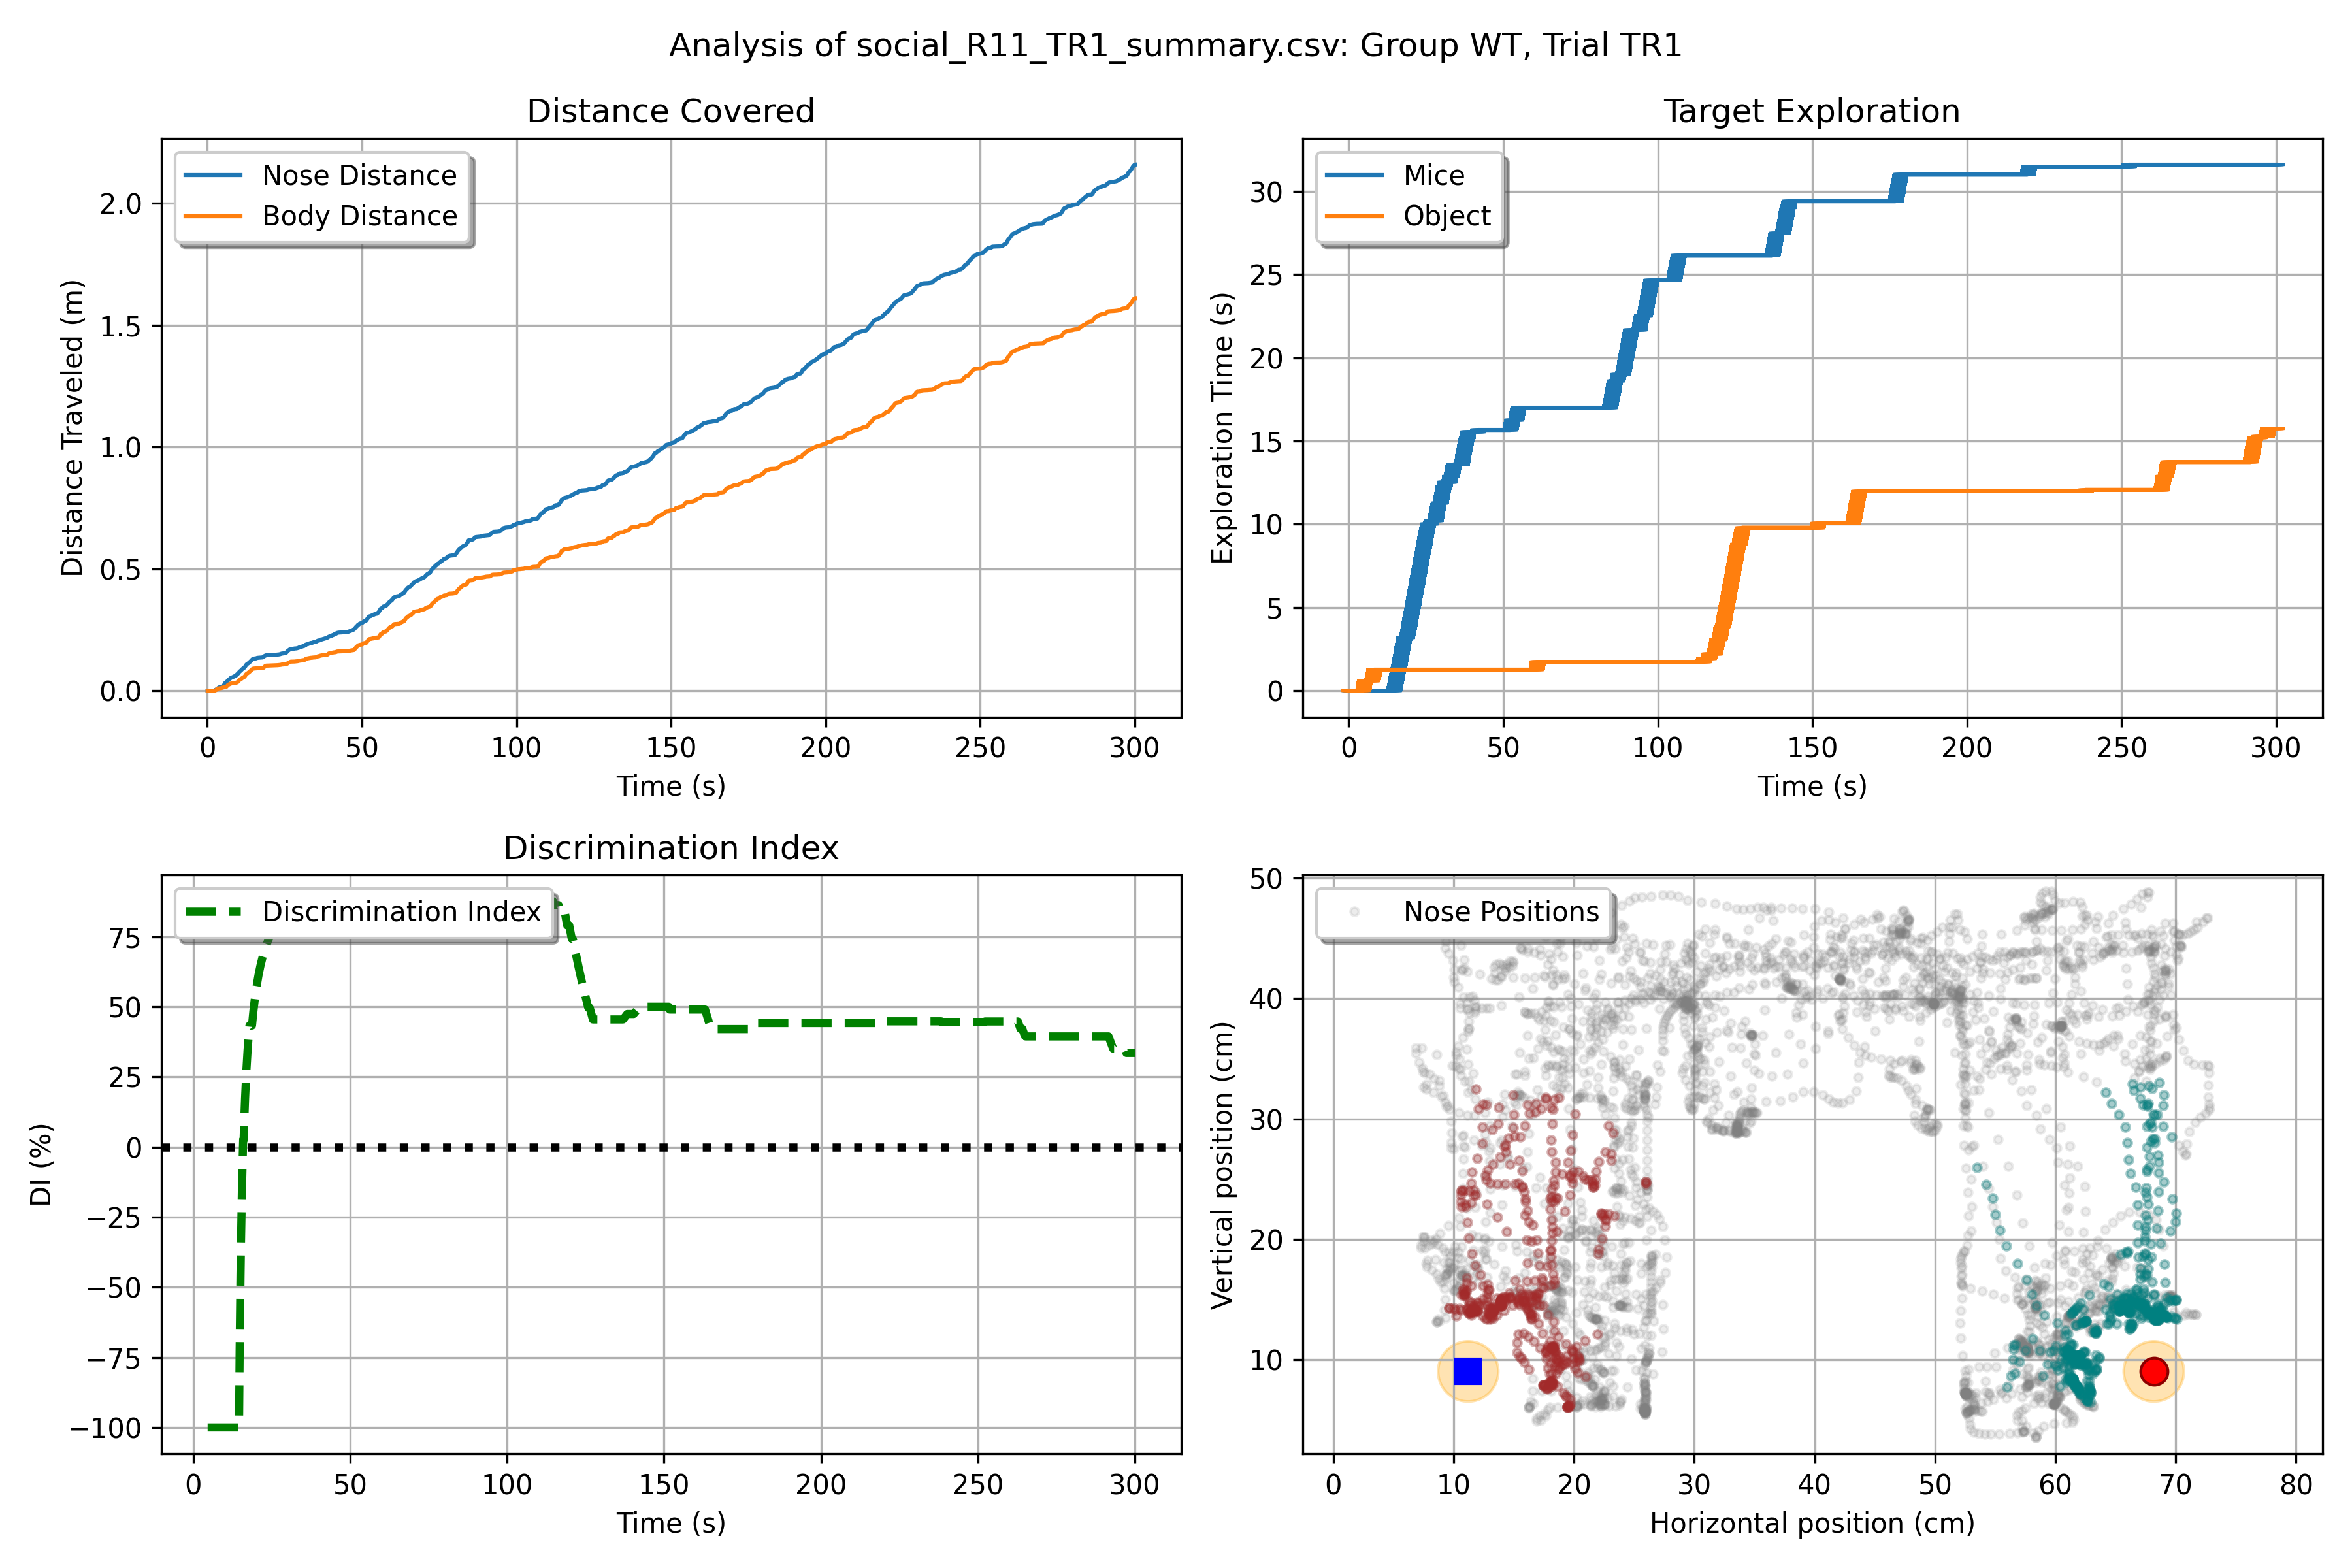 Analysis of social_R11_TR1_summary.csv: Group WT, Trial TR1
Distance Covered
Nose Distance
Body Distance
Distance Traveled (m)
2.0
1.5
1.0
0.5
0.0
0 50 100 150 200 250 300
Time (s)
Target Exploration
Mice
Object
Exploration Time (s)
30
25
20
15
10
5
0
0 50 100 150 200 250 300
Time (s)
Discrimination Index
Discrimination Index
DI (%)
75
50
25
0
−25
−50
−75
−100
0 50 100 150 200 250 300
Time (s)
Nose Positions
Vertical position (cm)
50
40
30
20
10
0 10 20 30 40 50 60 70 80
Horizontal position (cm)